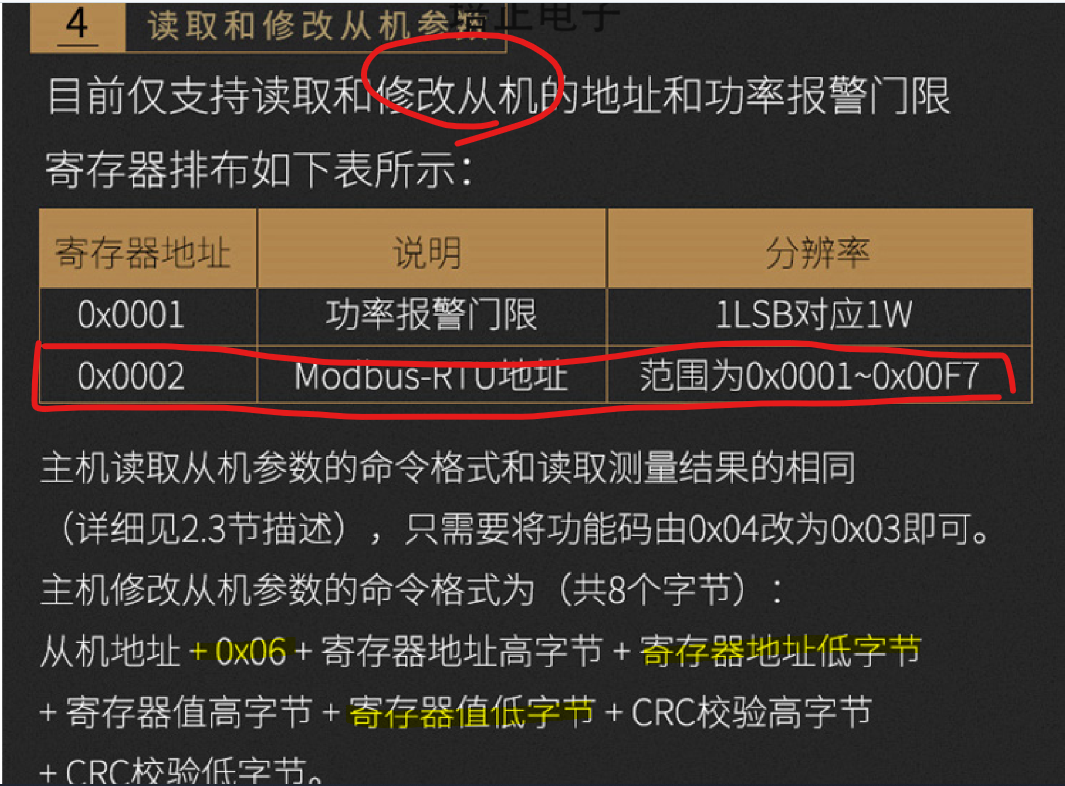 4 读取和修改从机参数
目前仅支持读取和修改从机的地址和功率报警门限
寄存器排布如下表所示：
寄存器地址 说明 分辨率
0x0001 功率报警门限 1LSB对应1W
0x0002 Modbus-RTU地址 范围为0x0001~0x00F7
主机读取从机参数的命令格式和读取测量结果的相同
（详细见2.3节描述），只需要将功能码由0x04改为0x03即可。
主机修改从机参数的命令格式为（共8个字节）：
从机地址 + 0x06 + 寄存器地址高字节 + 寄存器地址低字节
+ 寄存器值高字节 + 寄存器值低字节 + CRC校验高字节
+ CRC校验低字节。